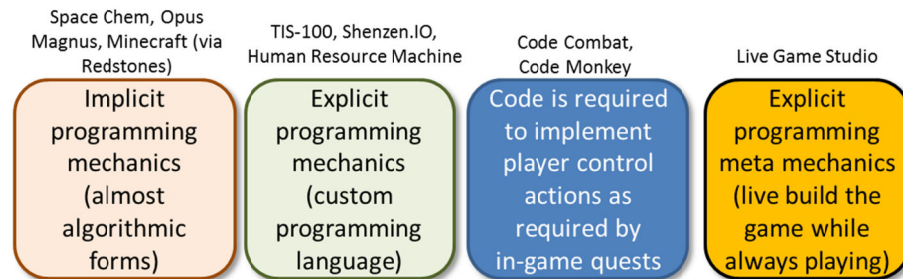 Space Chem, Opus
Magnus, Minecraft (via
Redstones)
Implicit
programming
mechanics
(almost
algorithmic
forms)
TIS-100, Shenzen.IO,
Human Resource Machine
Explicit
programming
mechanics
(custom
programming
language)
Code Combat,
Code Monkey
Code is required
to implement
player control
actions as
required by
in-game quests
Live Game Studio
Explicit
programming
meta mechanics
(live build the
game while
always playing)